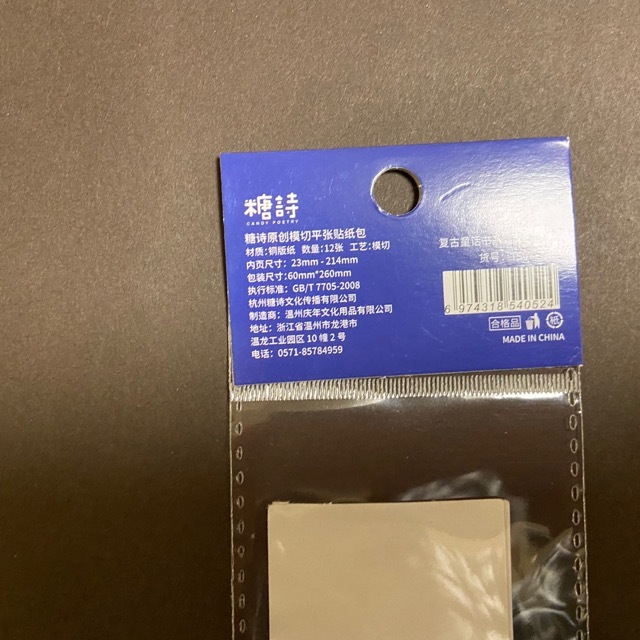 糖詩
CANDY POETRY
糖诗原创模切平张贴纸包
材质:铜版纸 数量:12张 工艺:模切
内页尺寸:23mm - 214mm
包装尺寸:60mm*260mm
执行标准:GB/T 7705-2008
杭州糖诗文化传播有限公司
制造商:温州庆年文化用品有限公司
地址:浙江省温州市龙港市
温龙工业园区 10 幢 2 号
电话:0571-85784959
复古童话
货号
6 974318 540524
合格品
MADE IN CHINA